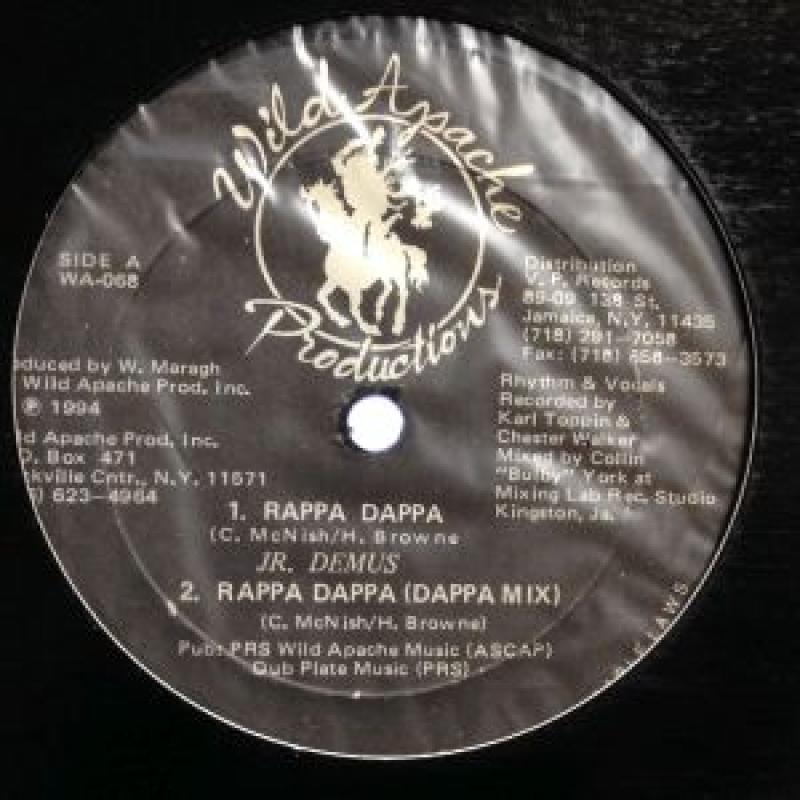 Wild Apache
Productions
SIDE A
WA-068
Distribution
V. P. Records
89-09 138 St.
Jamaica, N.Y. 11435
(718) 291-7058
Fax: (718) 658-3573
oduced by W. Maragh
Wild Apache Prod. Inc.
℗ 1994
ld Apache Prod, Inc.
O. Box 471
ckville Cntr., N.Y. 11571
) 623-4964
Rhythm & Vocals
Recorded by
Karl Toppin &
Chester Walker
Mixed by Collin
"Bulby" York at
Mixing Lab Rec. Studio
Kingston, Ja.
1. RAPPA DAPPA
(C. McNish/H. Browne
JR. DEMUS
2. RAPPA DAPPA (DAPPA MIX)
(C. McNish/H. Browne)
Pub: PRS Wild Apache Music (ASCAP)
Dub Plate Music (PRS)
LAWS